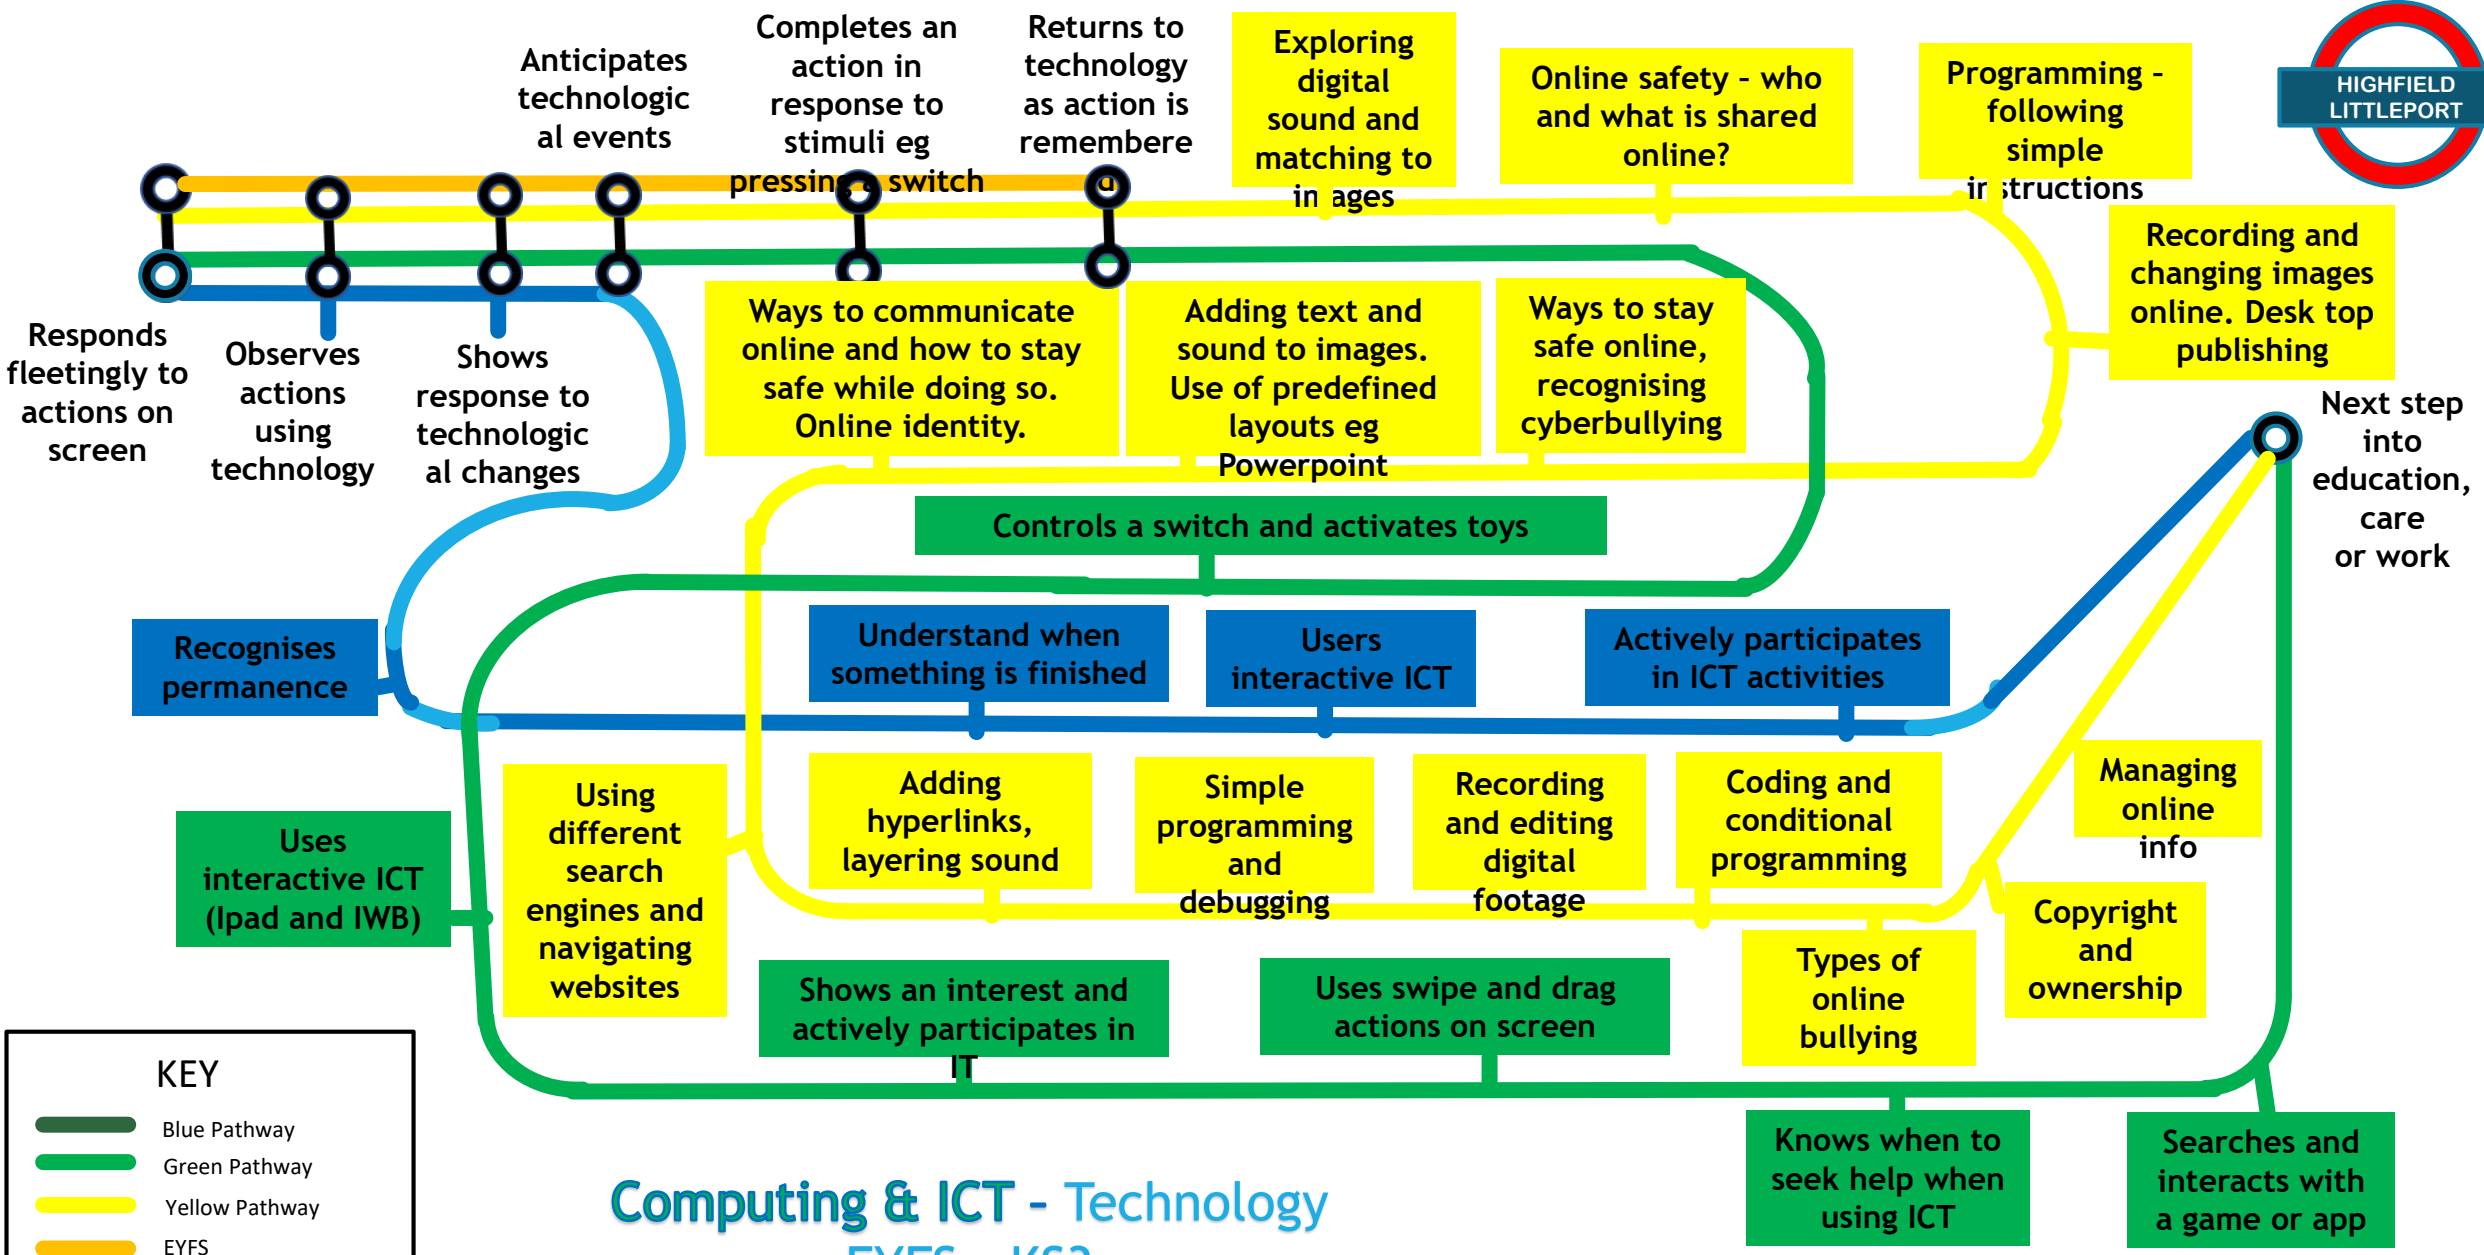 Anticipates
technologic
al events
Completes an
action in
response to
stimuli eg
pressing a switch
Returns to
technology
as action is
remembere
d
Exploring
digital
sound and
matching to
images
Online safety – who
and what is shared
online?
Programming –
following
simple
instructions
HIGHFIELD
LITTLEPORT
Recording and
changing images
online. Desk top
publishing
Responds
fleetingly to
actions on
screen
Observes
actions
using
technology
Shows
response to
technologic
al changes
Ways to communicate
online and how to stay
safe while doing so.
Online identity.
Adding text and
sound to images.
Use of predefined
layouts eg
Powerpoint
Ways to stay
safe online,
recognising
cyberbullying
Next step
into
education,
care
or work
Controls a switch and activates toys
Recognises
permanence
Understand when
something is finished
Users
interactive ICT
Actively participates
in ICT activities
Uses
interactive ICT
(Ipad and IWB)
Using
different
search
engines and
navigating
websites
Adding
hyperlinks,
layering sound
Simple
programming
and
debugging
Recording
and editing
digital
footage
Coding and
conditional
programming
Managing
online
info
Copyright
and
ownership
Types of
online
bullying
Shows an interest and
actively participates in
IT
Uses swipe and drag
actions on screen
Knows when to
seek help when
using ICT
Searches and
interacts with
a game or app
KEY
Blue Pathway
Green Pathway
Yellow Pathway
EYFS
Computing & ICT – Technology